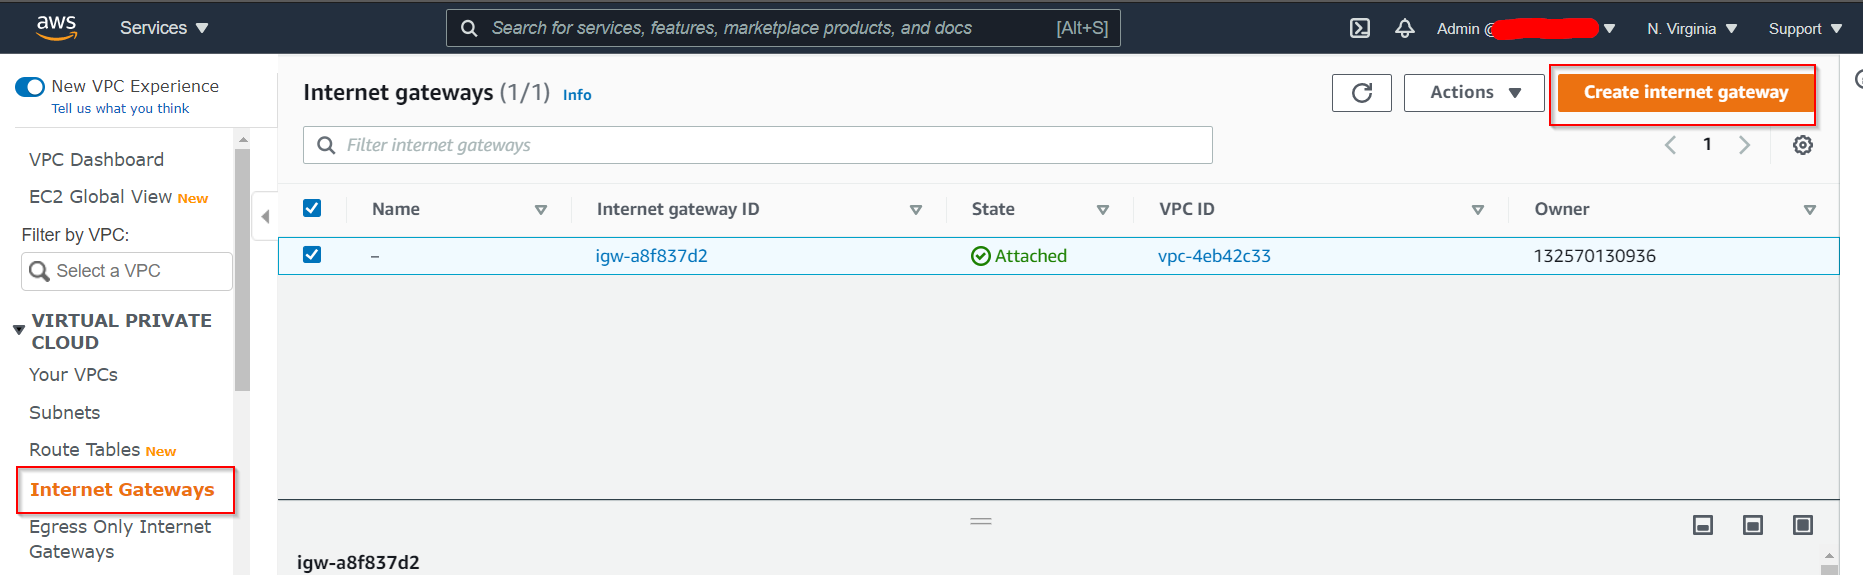 aws Services Search for services, features, marketplace products, and docs [Alt+S] Admin @ N. Virginia Support
New VPC Experience
Tell us what you think
VPC Dashboard
EC2 Global View New
Filter by VPC:
Select a VPC
VIRTUAL PRIVATE
CLOUD
Your VPCs
Subnets
Route Tables New
Internet Gateways
Egress Only Internet
Gateways
Internet gateways (1/1) Info
Actions
Create internet gateway
Filter internet gateways
1
Name Internet gateway ID State VPC ID Owner
– igw-a8f837d2 Attached vpc-4eb42c33 132570130936
igw-a8f837d2